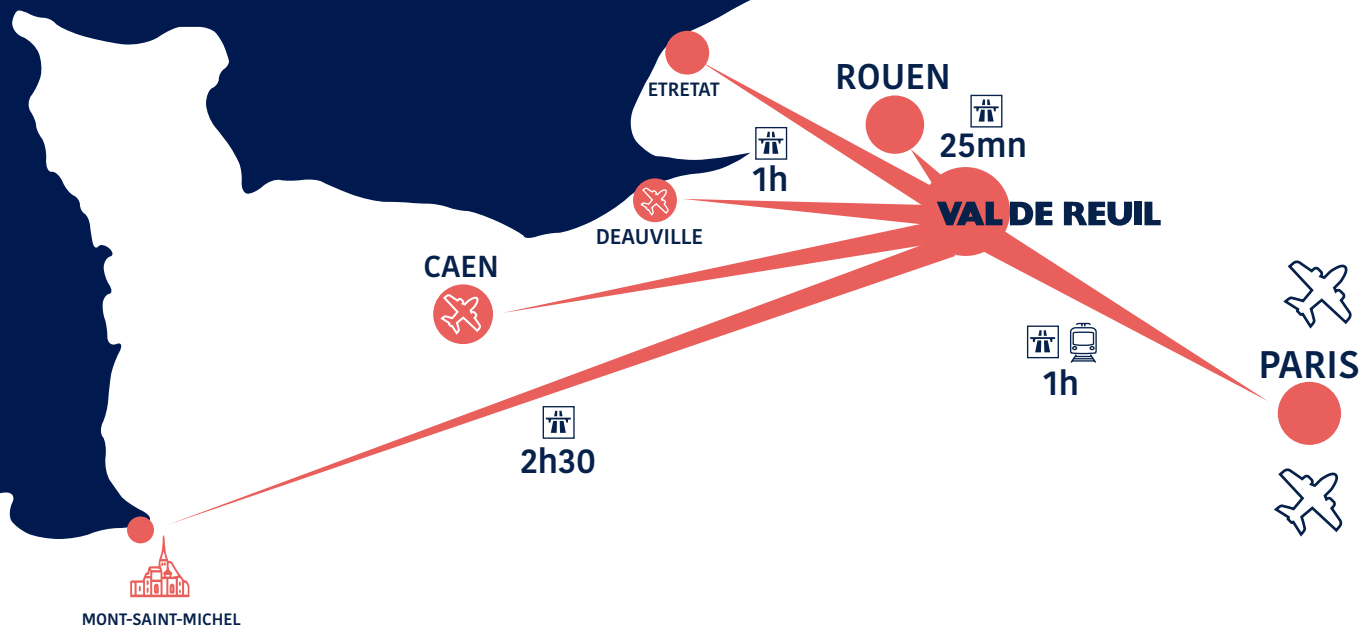 ETRETAT
ROUEN
25mn
1h
VAL DE REUIL
DEAUVILLE
CAEN
1h
PARIS
2h30
MONT-SAINT-MICHEL